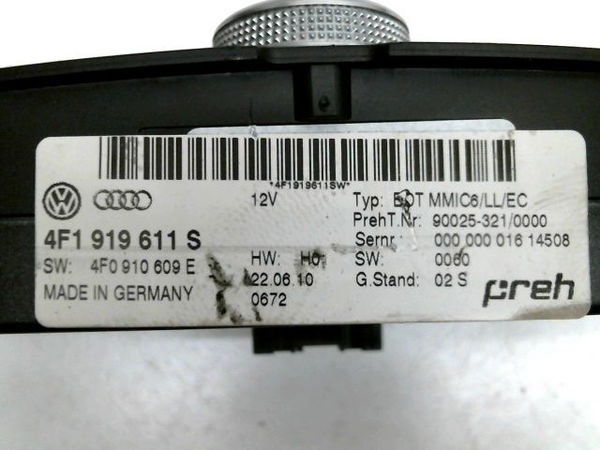 *4F1919611SW*
12V
Typ: BOT MMIC6/LL/EC
PrehT.Nr: 90025-321/0000
4F1 919 611 S
Sernr.: 000 000 016 14508
SW: 4F0 910 609 E
HW: H0
SW: 0060
22.06.10
G.Stand: 02 S
MADE IN GERMANY
0672
preh